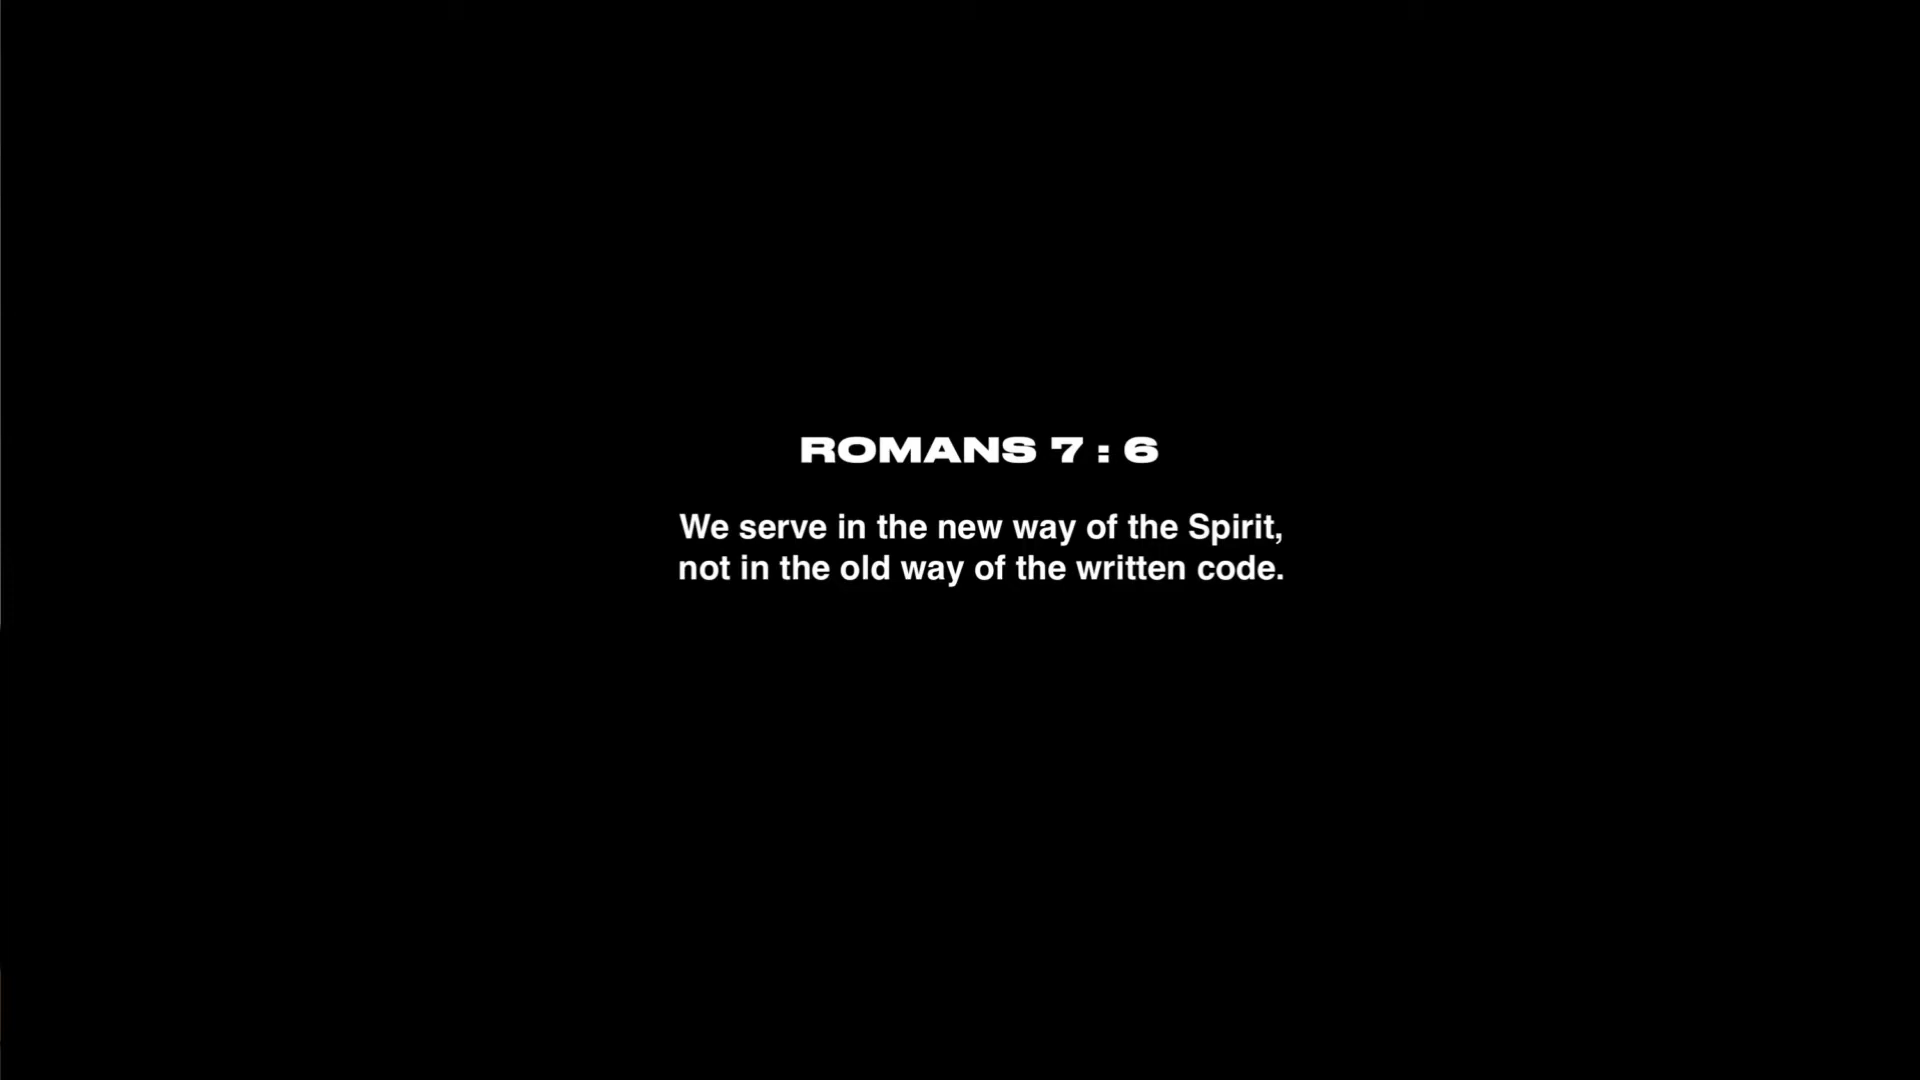 ROMANS 7 : 6
We serve in the new way of the Spirit,
not in the old way of the written code.